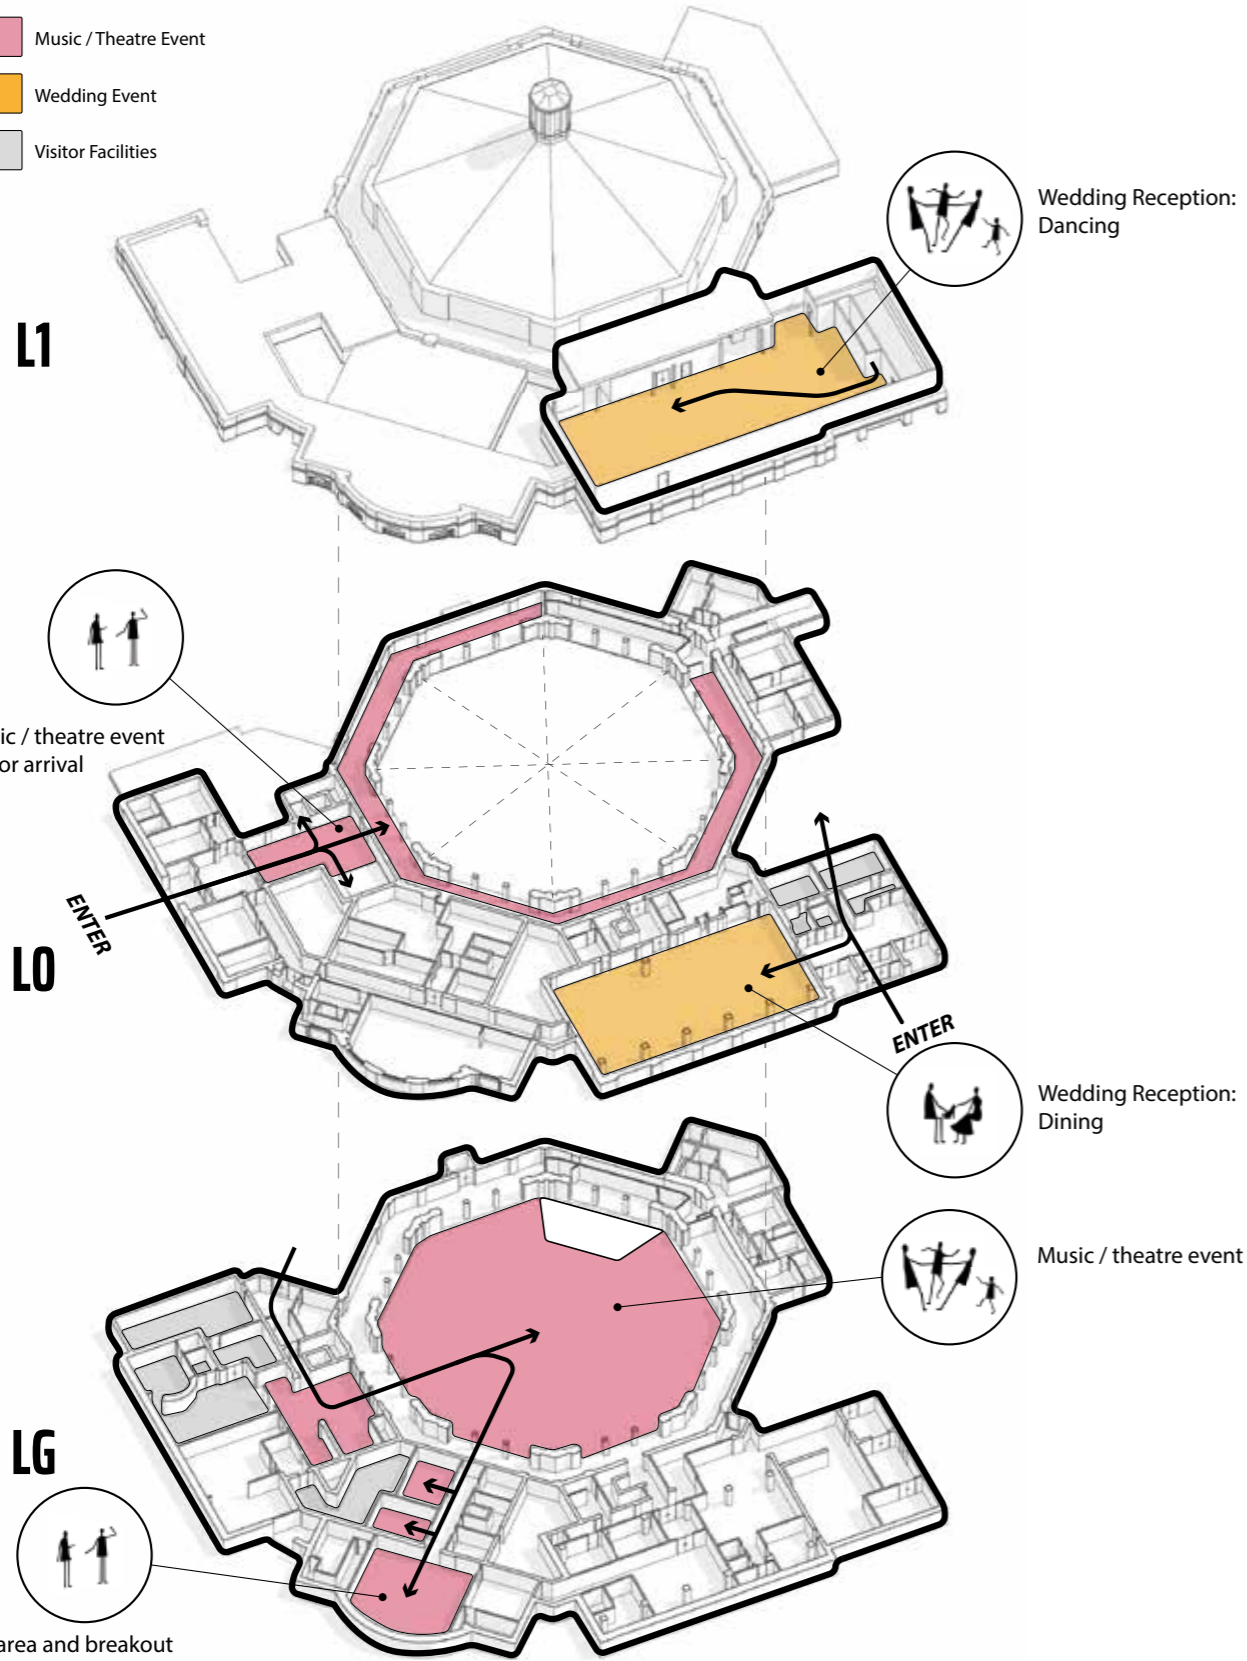 Music / Theatre Event
Wedding Event
Visitor Facilities
Wedding Reception:
Dancing
L1
ic / theatre event
or arrival
ENTER
L0
ENTER
Wedding Reception:
Dining
Music / theatre event
LG
area and breakout